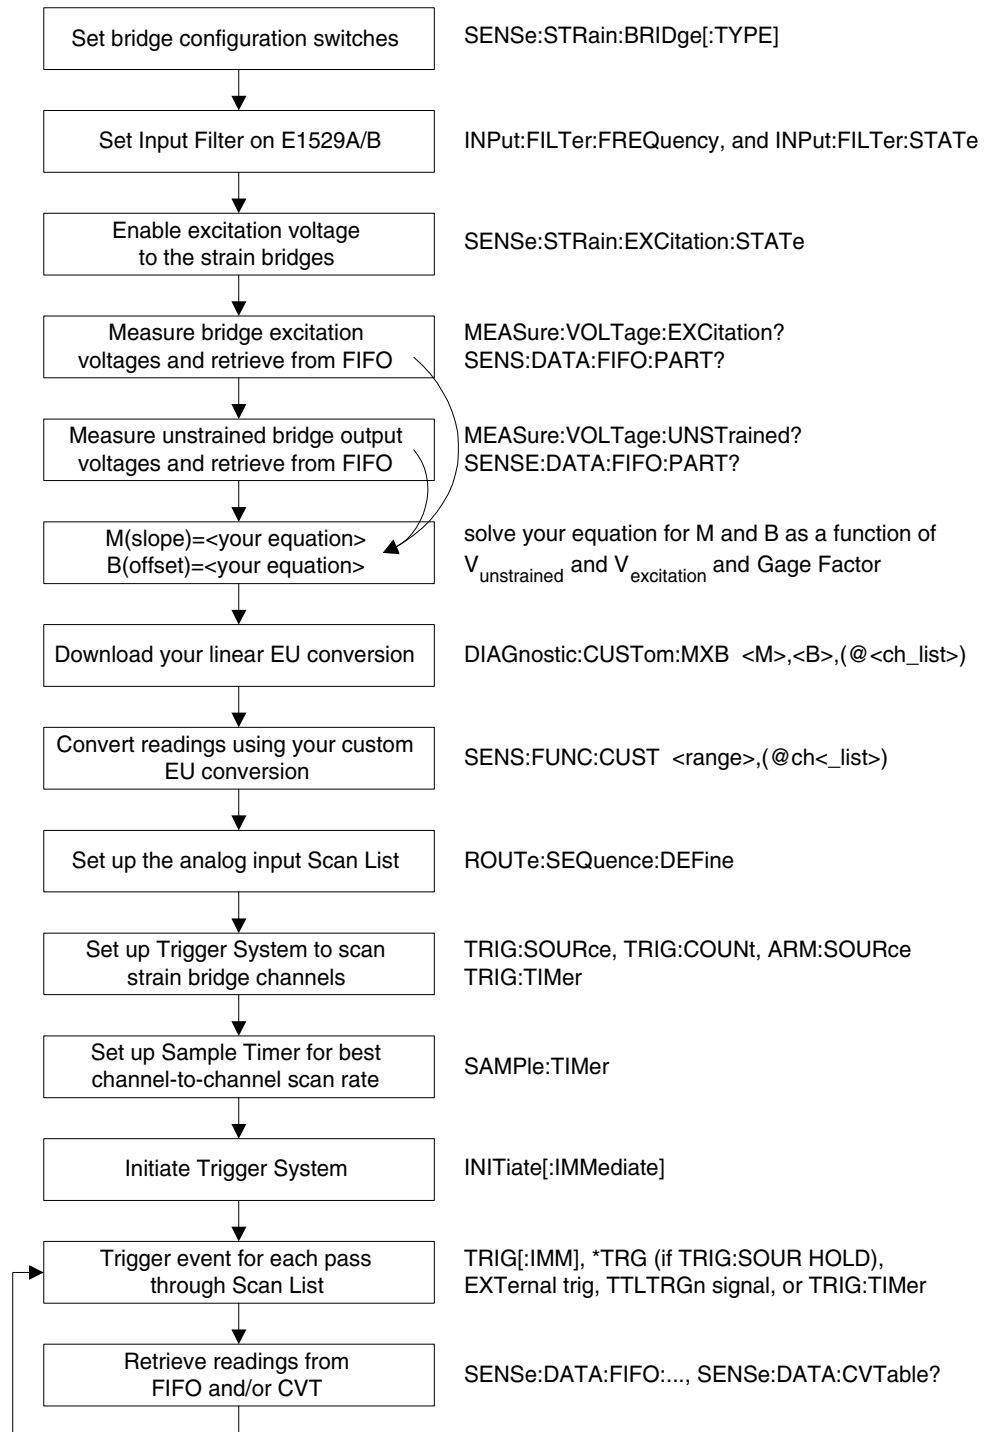 Set bridge configuration switches
SENSe:STRain:BRIDge[:TYPE]
Set Input Filter on E1529A/B
INPut:FILTer:FREQuency, and INPut:FILTer:STATe
Enable excitation voltage
to the strain bridges
SENSe:STRain:EXCitation:STATe
Measure bridge excitation
voltages and retrieve from FIFO
MEASure:VOLTage:EXCitation?
SENS:DATA:FIFO:PART?
Measure unstrained bridge output
voltages and retrieve from FIFO
MEASure:VOLTage:UNSTrained?
SENSE:DATA:FIFO:PART?
M(slope)=<your equation>
B(offset)=<your equation>
solve your equation for M and B as a function of
Vunstrained and Vexcitation and Gage Factor
Download your linear EU conversion
DIAGnostic:CUSTom:MXB <M>,<B>,(@<ch_list>)
Convert readings using your custom
EU conversion
SENS:FUNC:CUST <range>,(@ch<_list>)
Set up the analog input Scan List
ROUTe:SEQuence:DEFine
Set up Trigger System to scan
strain bridge channels
TRIG:SOURce, TRIG:COUNt, ARM:SOURce
TRIG:TIMer
Set up Sample Timer for best
channel-to-channel scan rate
SAMPle:TIMer
Initiate Trigger System
INITiate[:IMMediate]
Trigger event for each pass
through Scan List
TRIG[:IMM], *TRG (if TRIG:SOUR HOLD),
EXTernal trig, TTLTRGn signal, or TRIG:TIMer
Retrieve readings from
FIFO and/or CVT
SENSe:DATA:FIFO:..., SENSe:DATA:CVTable?